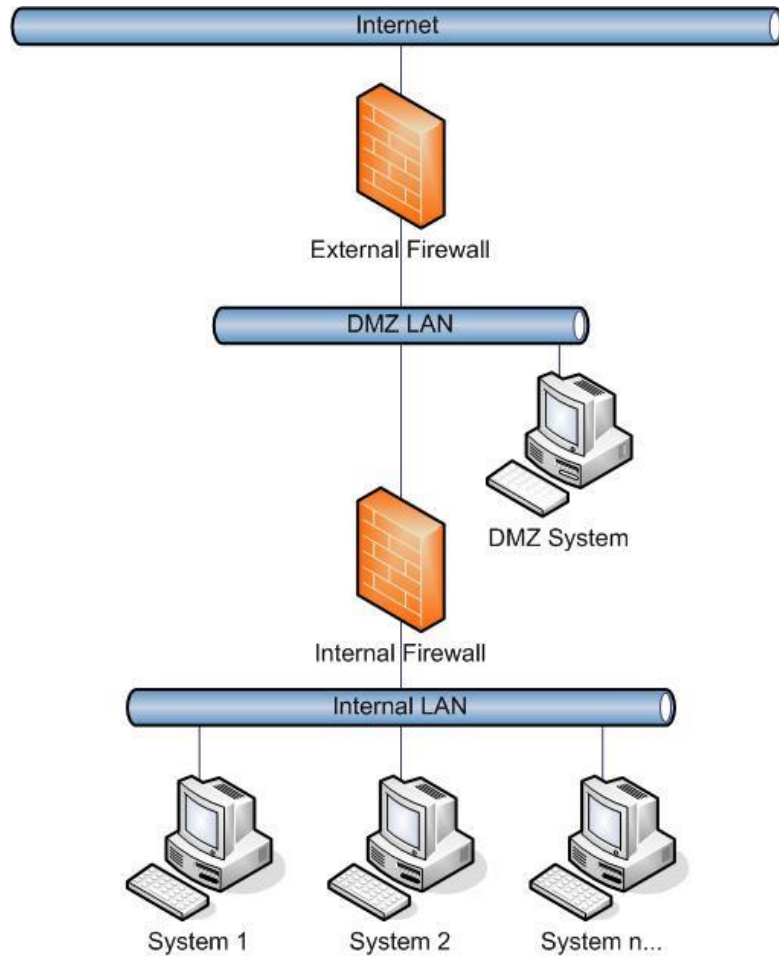 Internet
External Firewall
DMZ LAN
DMZ System
Internal Firewall
Internal LAN
System 1
System 2
System n...